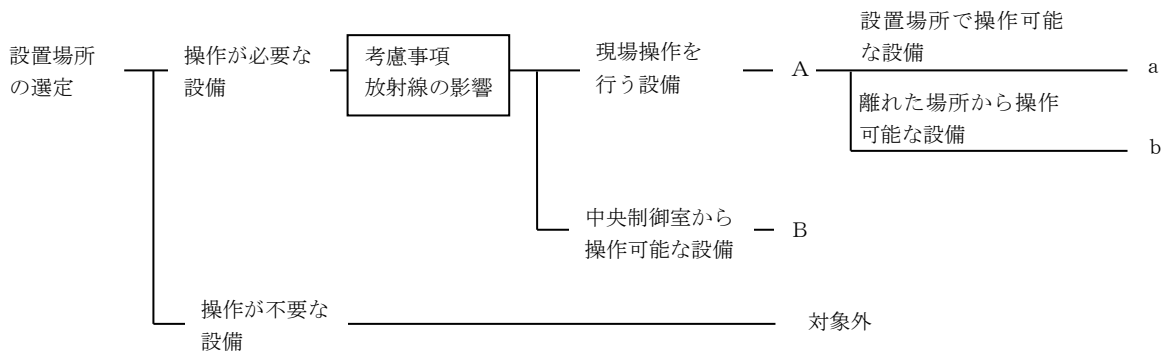 設置場所
の選定
操作が必要な
設備
考慮事項
放射線の影響
現場操作を
行う設備
A
設置場所で操作可能
な設備
a
離れた場所から操作
可能な設備
b
中央制御室から
操作可能な設備
B
操作が不要な
設備
対象外